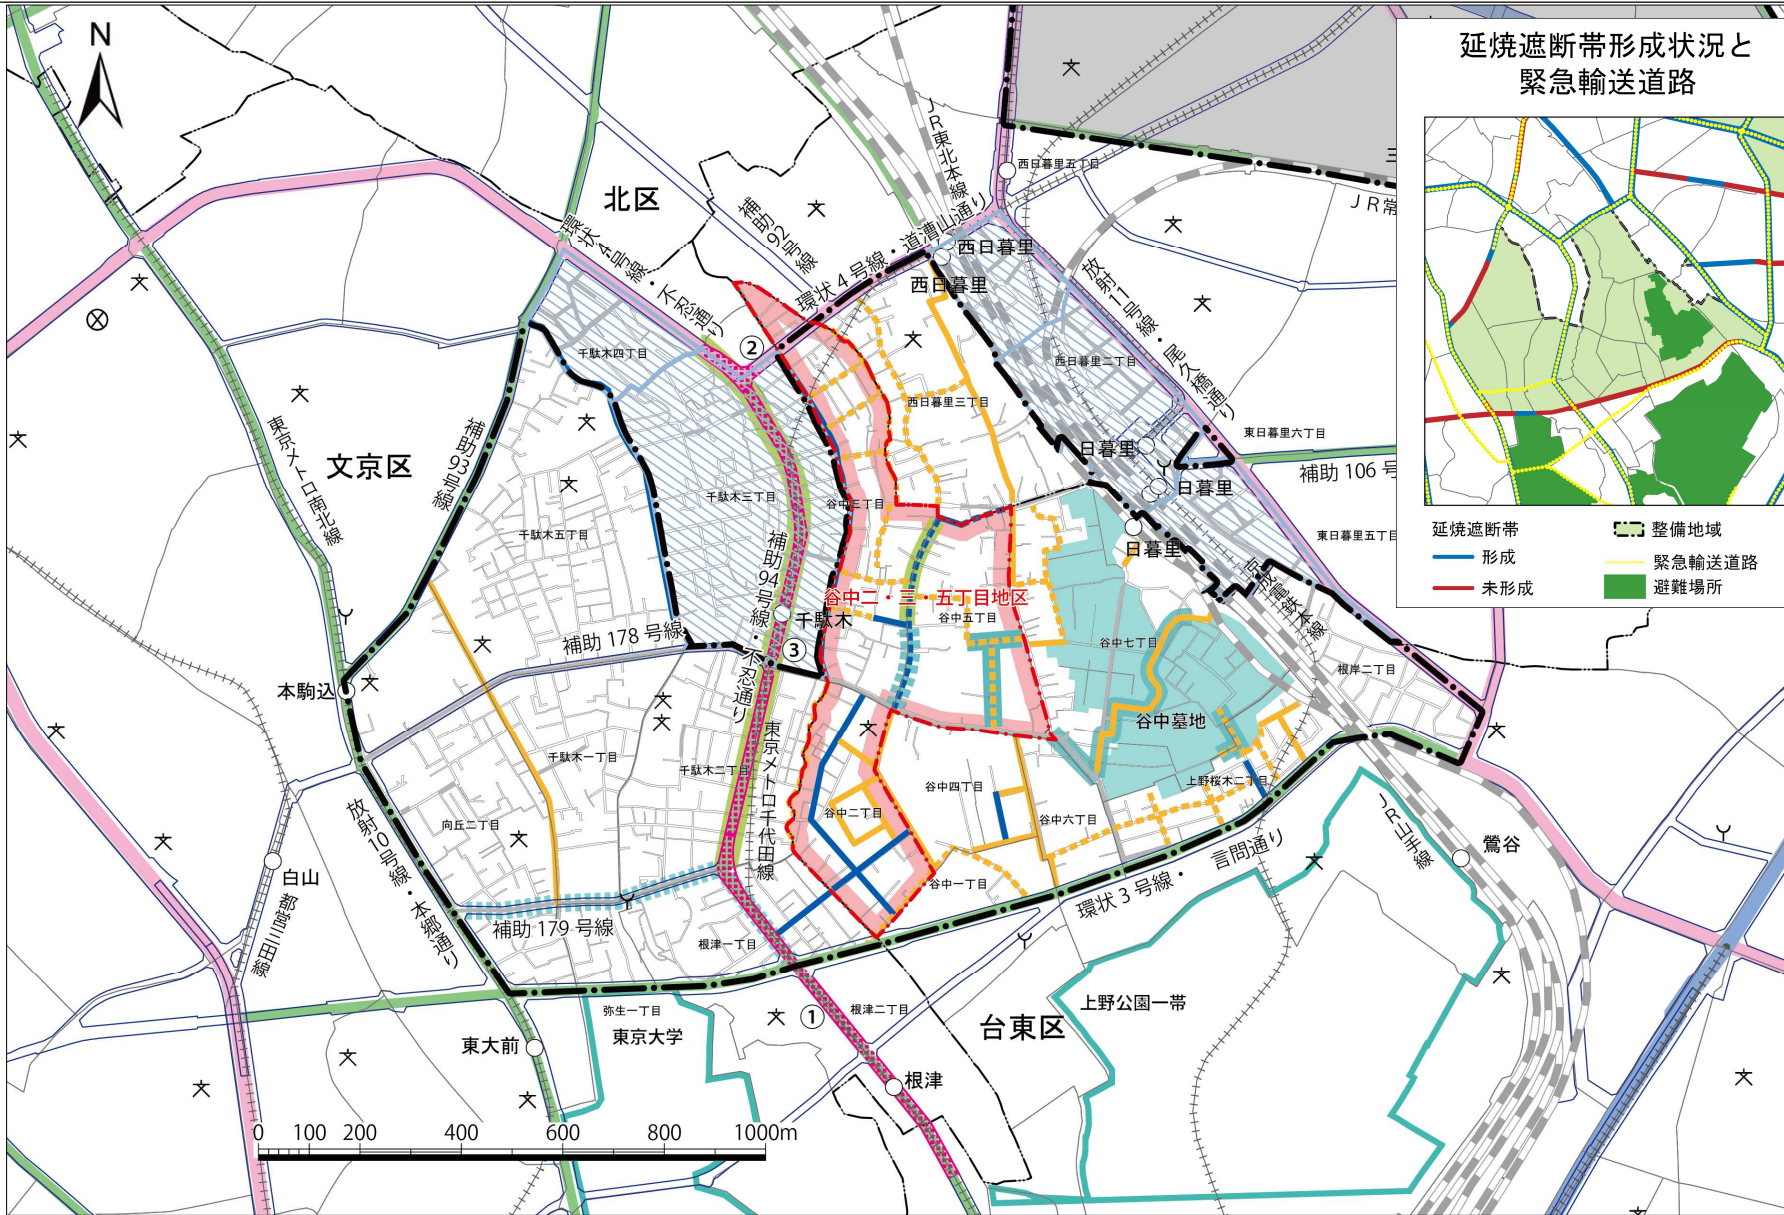 延焼遮断帯形成状況と
緊急輸送道路
延焼遮断帯
形成
未形成
整備地域
緊急輸送道路
避難場所
N
北区
文京区
台東区
環状4号線・不忍通り
補助92号線
環状4号線・道灌山通り
JR東北本線
西日暮里五丁目
JR常
西日暮里
西日暮里
放射11号線・尾久橋通り
西日暮里二丁目
西日暮里三丁目
東日暮里六丁目
補助106号
東日暮里五丁目
日暮里
日暮里
日暮里
京成電鉄本線
②
千駄木四丁目
千駄木三丁目
千駄木五丁目
補助93号線
東京メトロ南北線
谷中三丁目
谷中二・三・五丁目地区
谷中五丁目
谷中七丁目
谷中墓地
根岸二丁目
千駄木
③
補助94号線・不忍通り
補助178号線
本駒込
千駄木一丁目
千駄木二丁目
東京メトロ千代田線
谷中二丁目
谷中四丁目
谷中六丁目
谷中一丁目
上野桜木二丁目
向丘二丁目
放射10号線・本郷通り
白山
都営三田線
補助179号線
根津一丁目
環状3号線・言問通り
JR山手線
鶯谷
弥生一丁目
東京大学
東大前
①
根津二丁目
根津
上野公園一帯
0 100 200 400 600 800 1000m